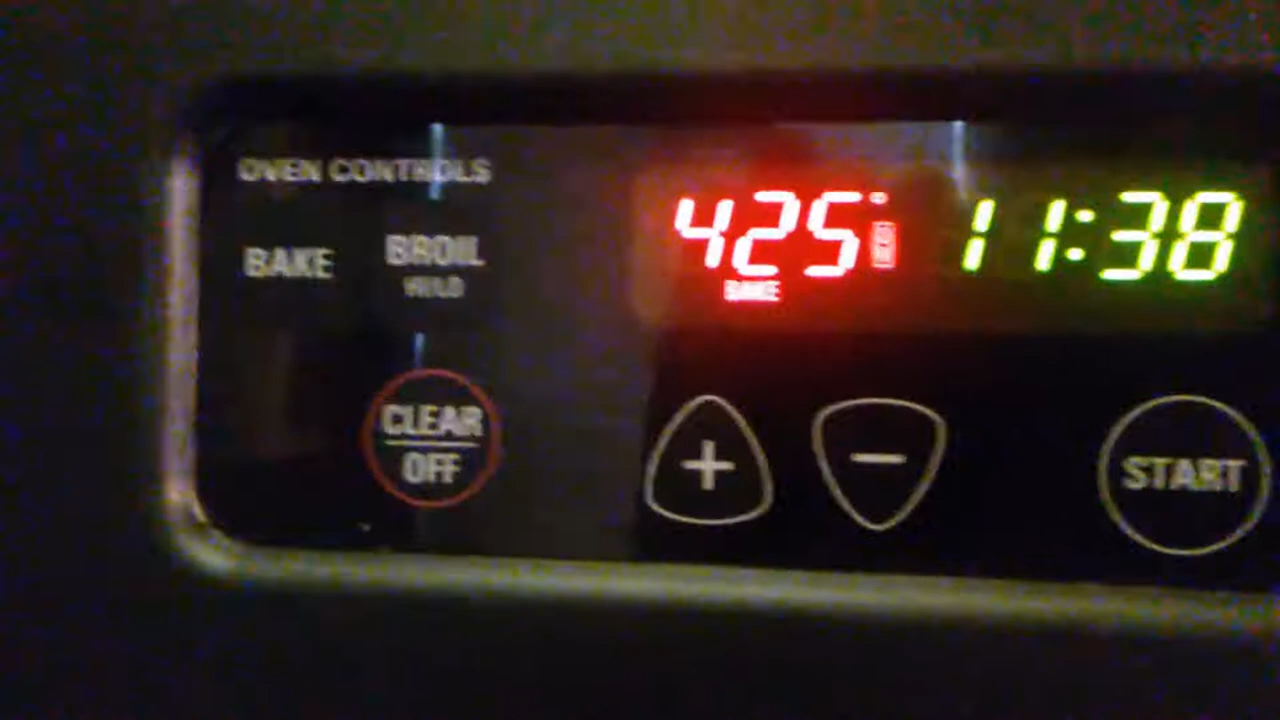 OVEN CONTROLS
BAKE BROIL
425° 11:38
BAKE
CLEAR
OFF
+ - START